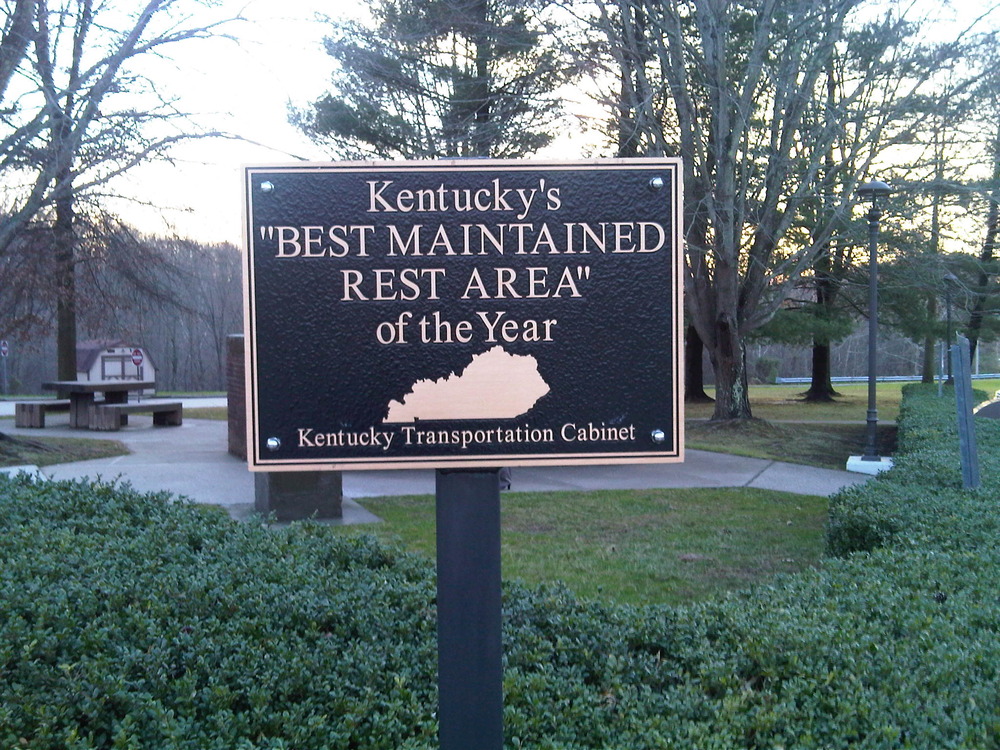 Kentucky's
"BEST MAINTAINED
REST AREA"
of the Year
Kentucky Transportation Cabinet